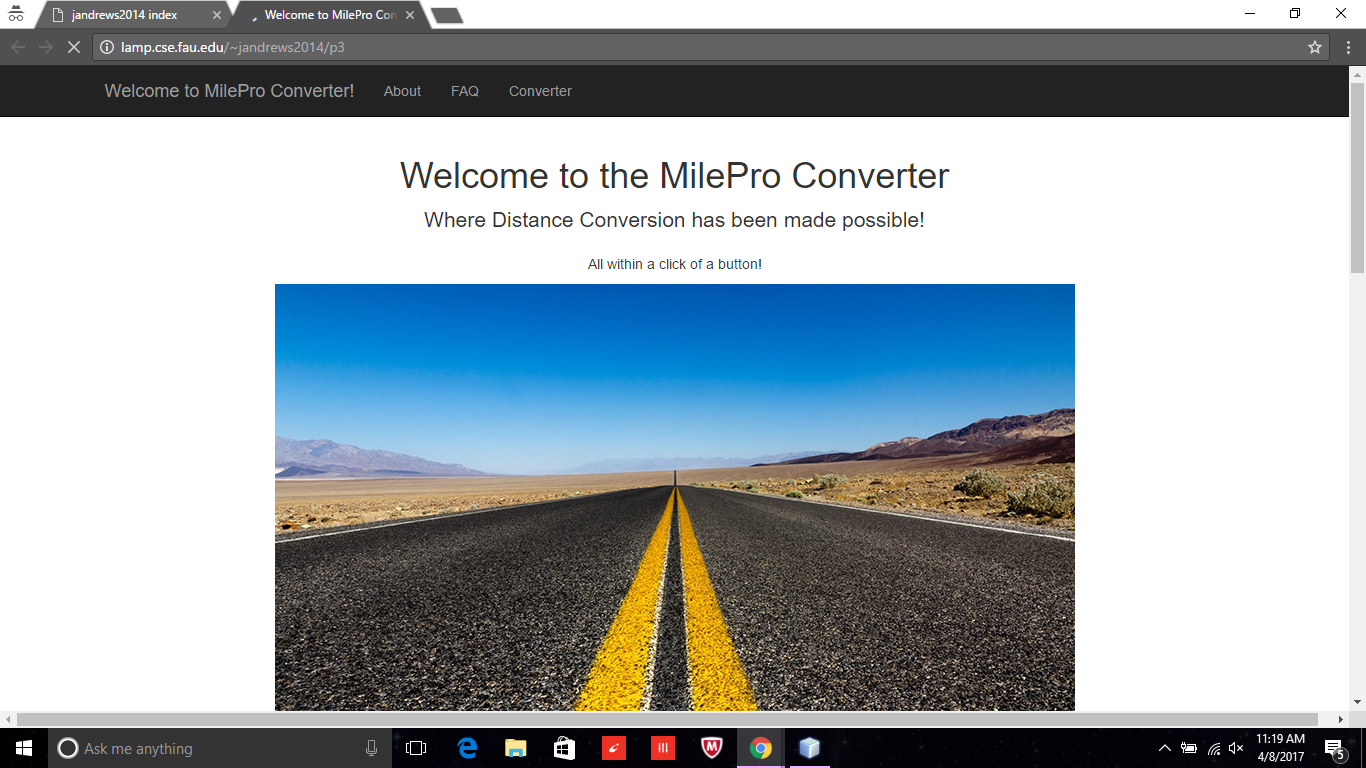 jandrews2014 index
Welcome to MilePro Con
lamp.cse.fau.edu/~jandrews2014/p3
Welcome to MilePro Converter! About FAQ Converter
Welcome to the MilePro Converter
Where Distance Conversion has been made possible!
All within a click of a button!
Ask me anything
11:19 AM
4/8/2017
5